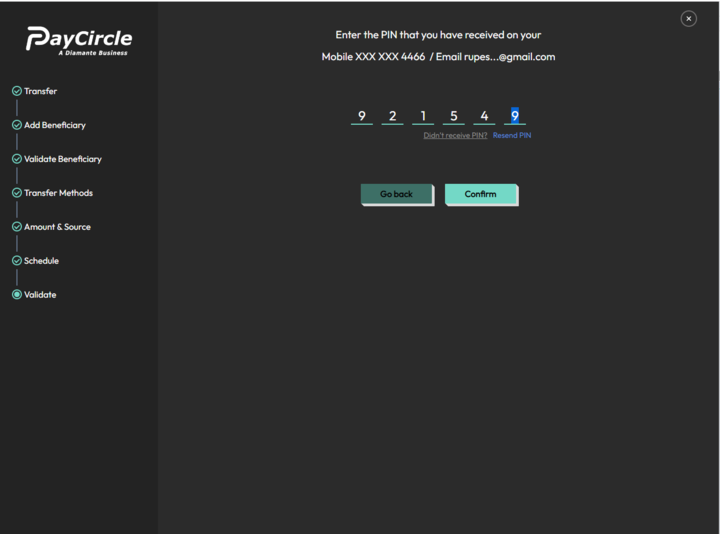 PayCircle
A Diamante Business
Transfer
Add Beneficiary
Validate Beneficiary
Transfer Methods
Amount & Source
Schedule
Validate
Enter the PIN that you have received on your
Mobile XXX XXX 4466 / Email rupes...@gmail.com
9 2 1 5 4 9
Didn't receive PIN? Resend PIN
Go back Confirm